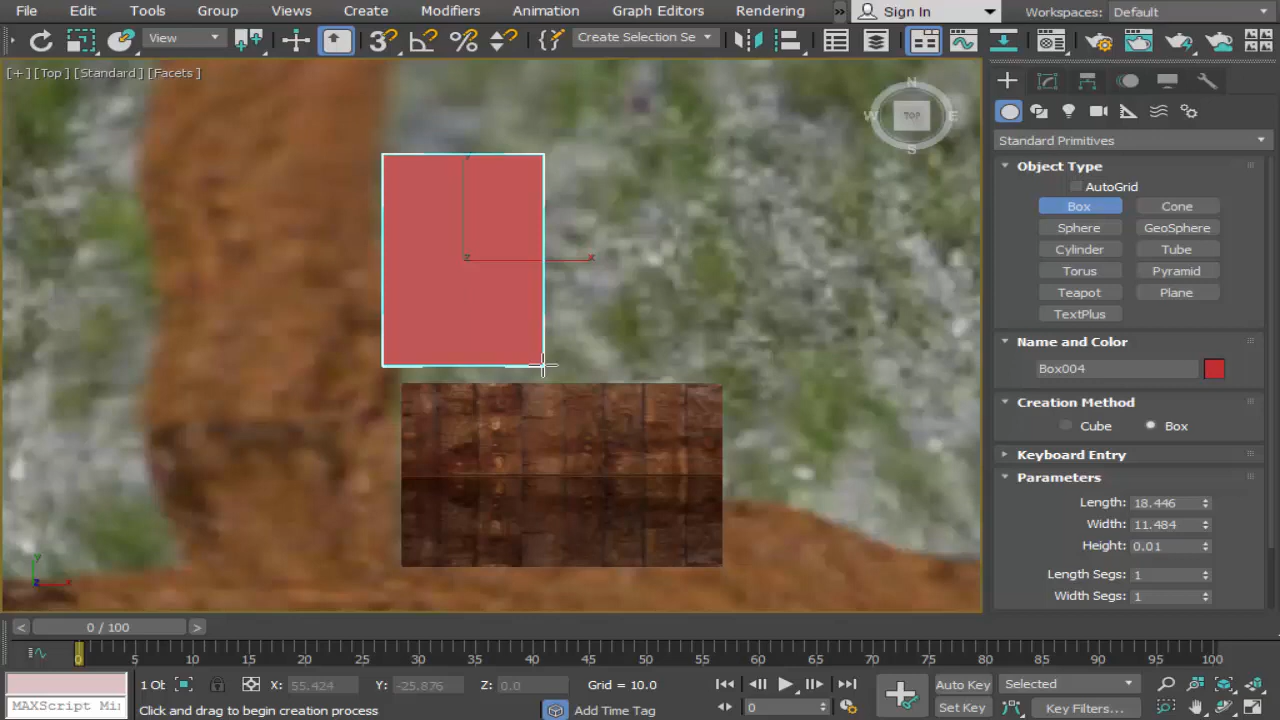 File Edit Tools Group Views Create Modifiers Animation Graph Editors Rendering » Sign In Workspaces: Default
View 3 % Create Selection Se
[+] [Top] [Standard] [Facets]
N
W TOP E
S
Standard Primitives
Object Type
AutoGrid
Box Cone
Sphere GeoSphere
Cylinder Tube
Torus Pyramid
Teapot Plane
TextPlus
Name and Color
Box004
Creation Method
Cube Box
Keyboard Entry
Parameters
Length: 18.446
Width: 11.484
Height: 0.01
Length Segs: 1
Width Segs: 1
y
z x
y
z x
< 0 / 100 >
0 5 10 15 20 25 30 35 40 45 50 55 60 65 70 75 80 85 90 95 100
1 Ot X: 55.424 Y: -25.876 Z: 0.0 Grid = 10.0 Auto Key Selected
MAXScript Mi Click and drag to begin creation process Add Time Tag 0 Set Key Key Filters...